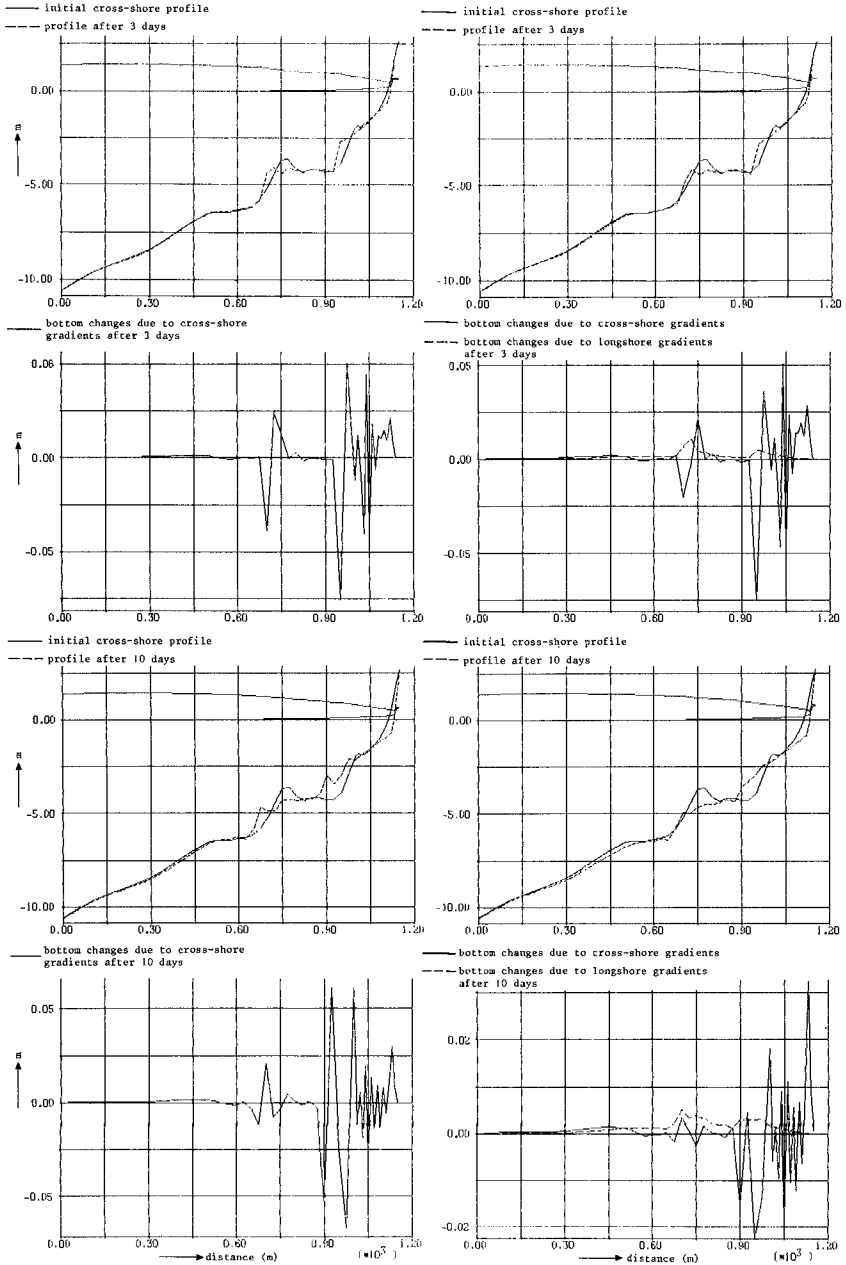 initial cross-shore profile
profile after 3 days
0.00
-5.00
-10.00
m
0.00 0.30 0.60 0.90 1.20
initial cross-shore profile
profile after 3 days
0.00
-5.00
-10.00
0.00 0.30 0.60 0.90 1.20
bottom changes due to cross-shore
gradients after 3 days
0.06
0.00
-0.05
m
0.00 0.30 0.60 0.90 1.20
bottom changes due to cross-shore gradients
bottom changes due to longshore gradients
after 3 days
0.05
0.00
-0.05
0.00 0.30 0.60 0.90 1.20
initial cross-shore profile
profile after 10 days
0.00
-5.00
-10.00
m
0.00 0.30 0.60 0.90 1.20
initial cross-shore profile
profile after 10 days
0.00
-5.00
-10.00
0.00 0.30 0.60 0.90 1.20
bottom changes due to cross-shore
gradients after 10 days
0.05
0.00
-0.05
m
0.00 0.30 0.60 0.90 1.20
distance (m) (*10³)
bottom changes due to cross-shore gradients
bottom changes due to longshore gradients
after 10 days
0.02
0.00
-0.02
0.00 0.30 0.60 0.90 1.20
distance (m) (*10³)